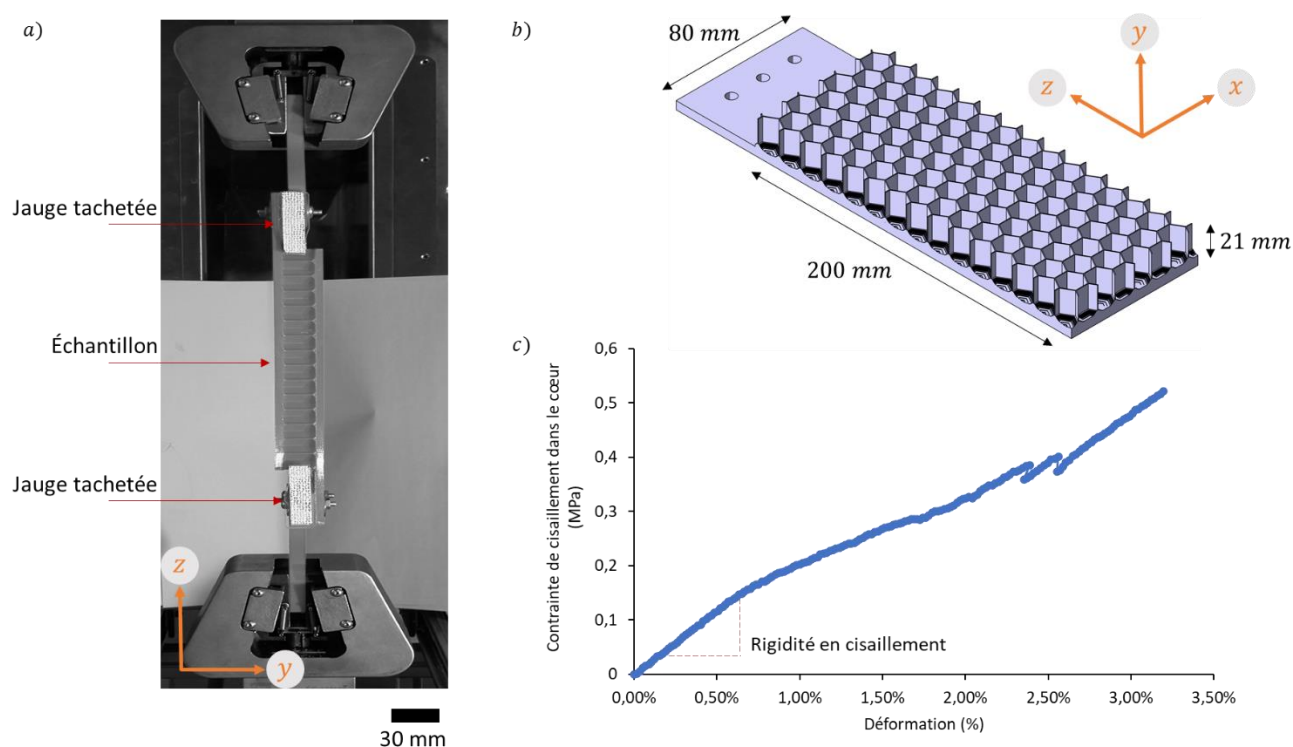 a)
Jauge tachetée
Échantillon
Jauge tachetée
z
y
30 mm
b)
80 mm
y
z
x
21 mm
200 mm
c)
Contrainte de cisaillement dans le cœur
(MPa)
0,6
0,5
0,4
0,3
0,2
0,1
0
Rigidité en cisaillement
0,00% 0,50% 1,00% 1,50% 2,00% 2,50% 3,00% 3,50%
Déformation (%)